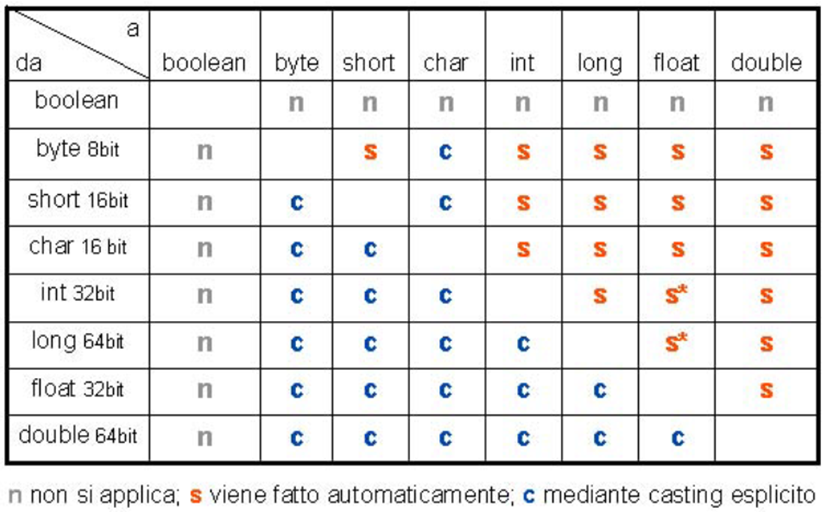 a
da boolean byte short char int long float double
boolean n n n n n n n
byte 8bit n s c s s s s
short 16bit n c c s s s s
char 16 bit n c c s s s s
int 32bit n c c c s s* s
long 64bit n c c c c s* s
float 32bit n c c c c c s
double 64bit n c c c c c c
n non si applica; s viene fatto automaticamente; c mediante casting esplicito